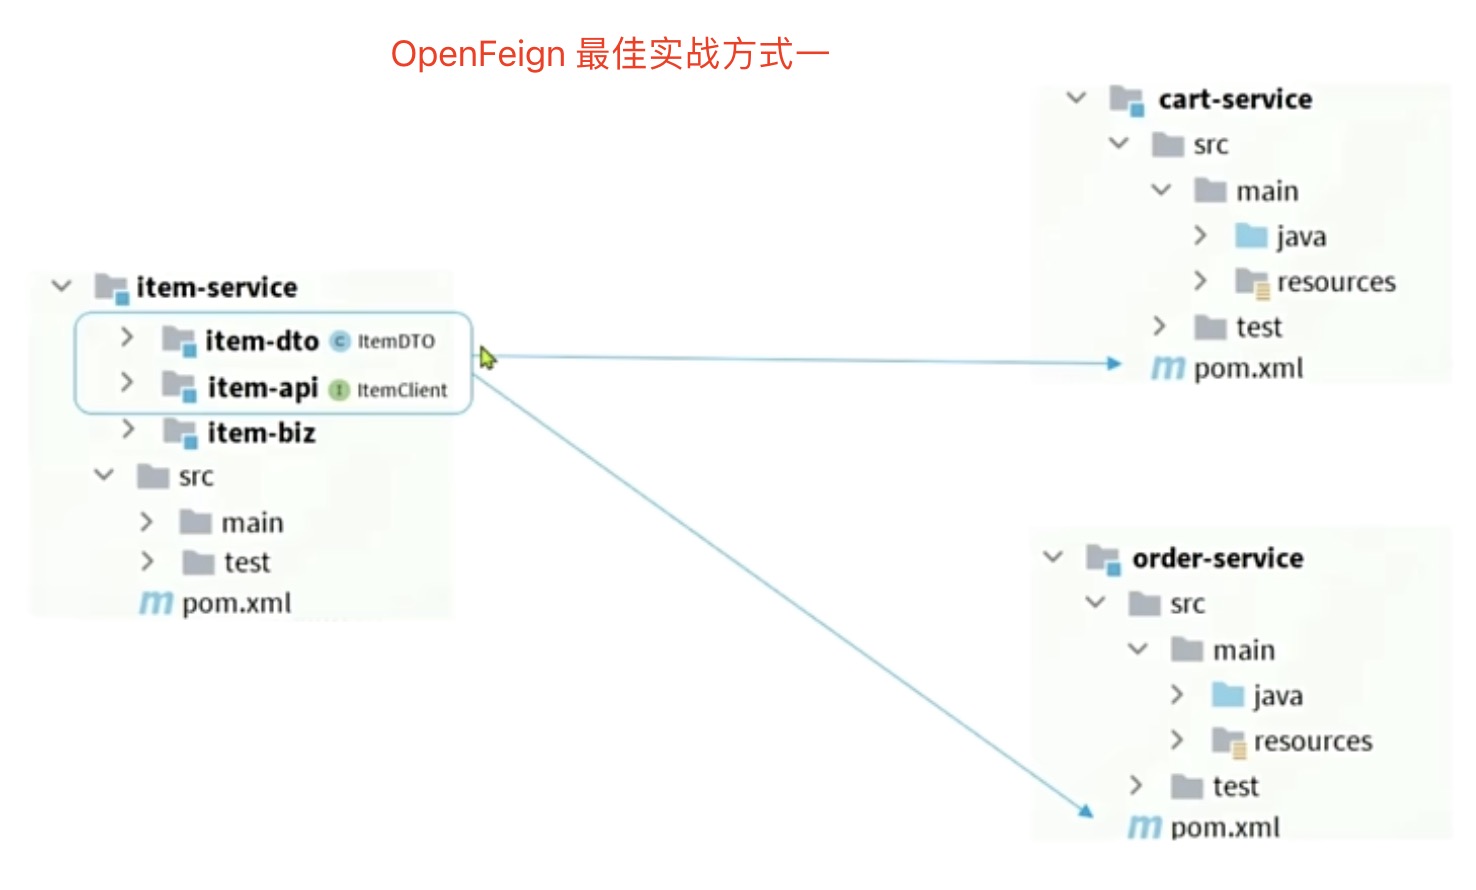 OpenFeign 最佳实战方式一
item-service
item-dto C ItemDTO
item-api I ItemClient
item-biz
src
main
test
m pom.xml
cart-service
src
main
java
resources
test
m pom.xml
order-service
src
main
java
resources
test
m pom.xml